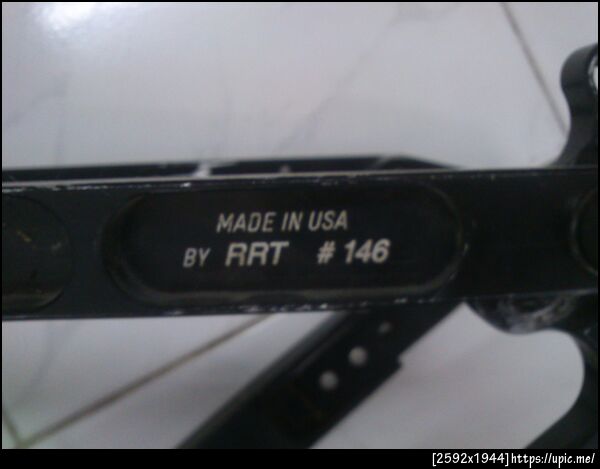 MADE IN USA
BY RRT # 146
[2592x1944]https://upic.me/